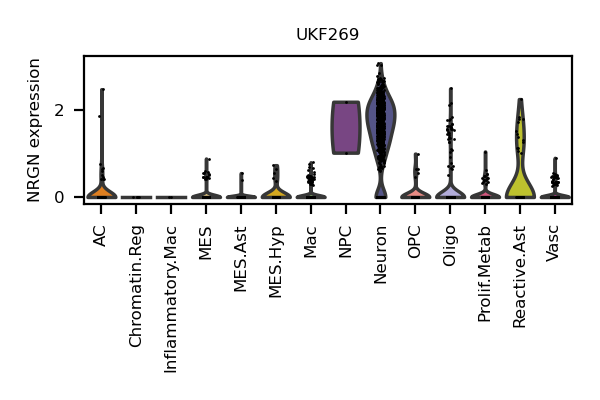 UKF269
NRGN expression
2
0
AC
Chromatin.Reg
Inflammatory.Mac
MES
MES.Ast
MES.Hyp
Mac
NPC
Neuron
OPC
Oligo
Prolif.Metab
Reactive.Ast
Vasc